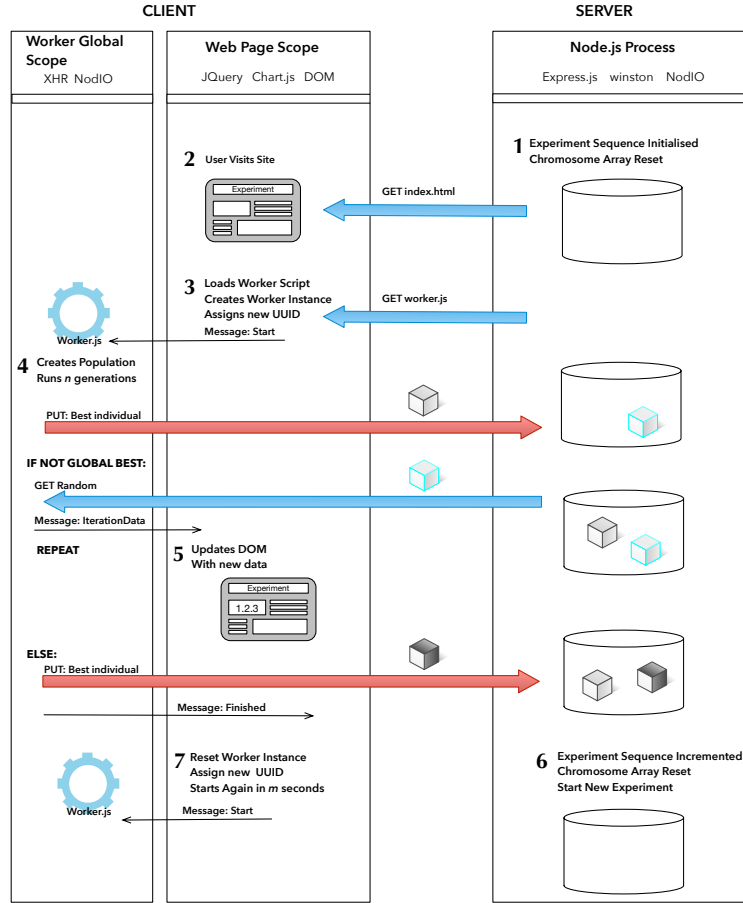 CLIENT
SERVER
Worker Global
Scope
XHR NodIO
Web Page Scope
JQuery Chart.js DOM
Node.js Process
Express.js winston NodIO
1 Experiment Sequence Initialised
Chromosome Array Reset
2 User Visits Site
Experiment
GET index.html
3 Loads Worker Script
Creates Worker Instance
Assigns new UUID
GET worker.js
Message: Start
Worker.js
4 Creates Population
Runs n generations
PUT: Best individual
IF NOT GLOBAL BEST:
GET Random
Message: IterationData
REPEAT
5 Updates DOM
With new data
Experiment
1.2.3
ELSE:
PUT: Best individual
Message: Finished
7 Reset Worker Instance
Assign new UUID
Starts Again in m seconds
Message: Start
Worker.js
6 Experiment Sequence Incremented
Chromosome Array Reset
Start New Experiment